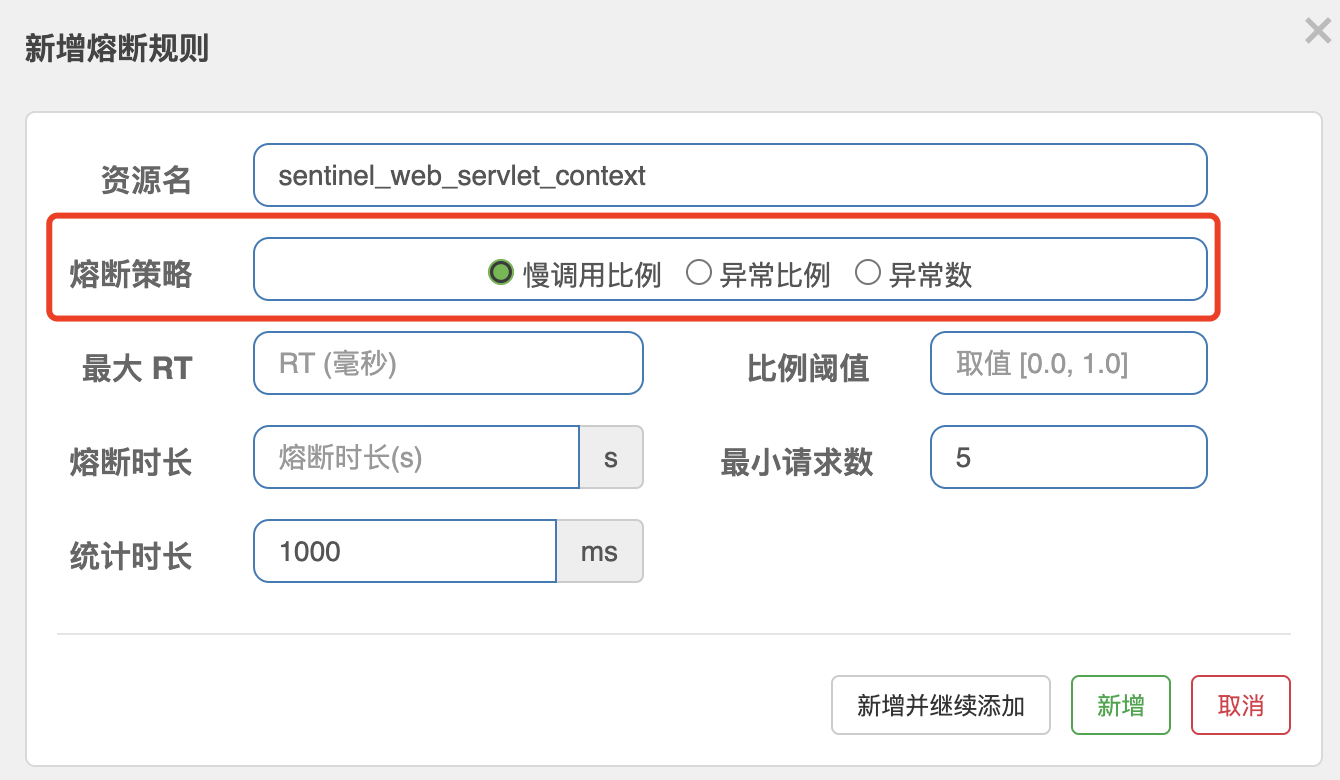 新增熔断规则
资源名 sentinel_web_servlet_context
熔断策略 慢调用比例 异常比例 异常数
最大 RT RT (毫秒) 比例阈值 取值 [0.0, 1.0]
熔断时长 熔断时长(s) s 最小请求数 5
统计时长 1000 ms
新增并继续添加 新增 取消